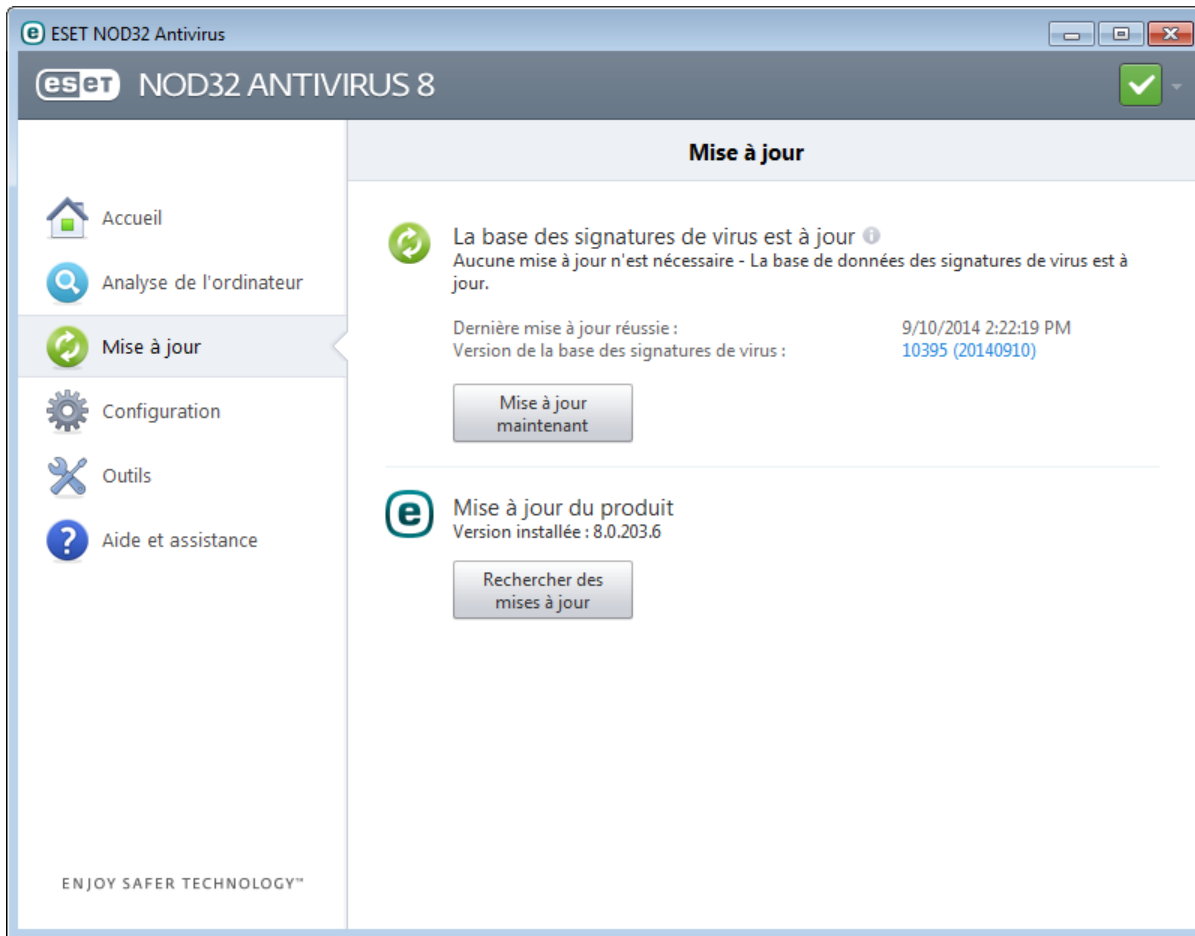 ESET NOD32 Antivirus
eseT NOD32 ANTIVIRUS 8
Mise à jour
Accueil
Analyse de l'ordinateur
Mise à jour
Configuration
Outils
Aide et assistance
La base des signatures de virus est à jour
Aucune mise à jour n'est nécessaire - La base de données des signatures de virus est à
jour.
Dernière mise à jour réussie : 9/10/2014 2:22:19 PM
Version de la base des signatures de virus : 10395 (20140910)
Mise à jour
maintenant
Mise à jour du produit
Version installée : 8.0.203.6
Rechercher des
mises à jour
ENJOY SAFER TECHNOLOGY™